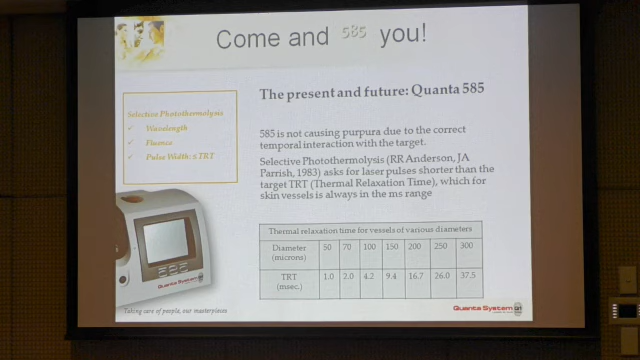 Come and 585 you!
The present and future: Quanta 585
Selective Photothermolysis
✓ Wavelength
✓ Fluence
✓ Pulse Width: ≤ TRT
585 is not causing purpura due to the correct
temporal interaction with the target.
Selective Photothermolysis (RR Anderson, JA
Parrish, 1983) asks for laser pulses shorter than the
target TRT (Thermal Relaxation Time), which for
skin vessels is always in the ms range
Thermal relaxation time for vessels of various diameters
Diameter (microns) 50 70 100 150 200 250 300
TRT (msec.) 1.0 2.0 4.2 9.4 16.7 26.0 37.5
Quanta System
Taking care of people, our masterpieces
Quanta System